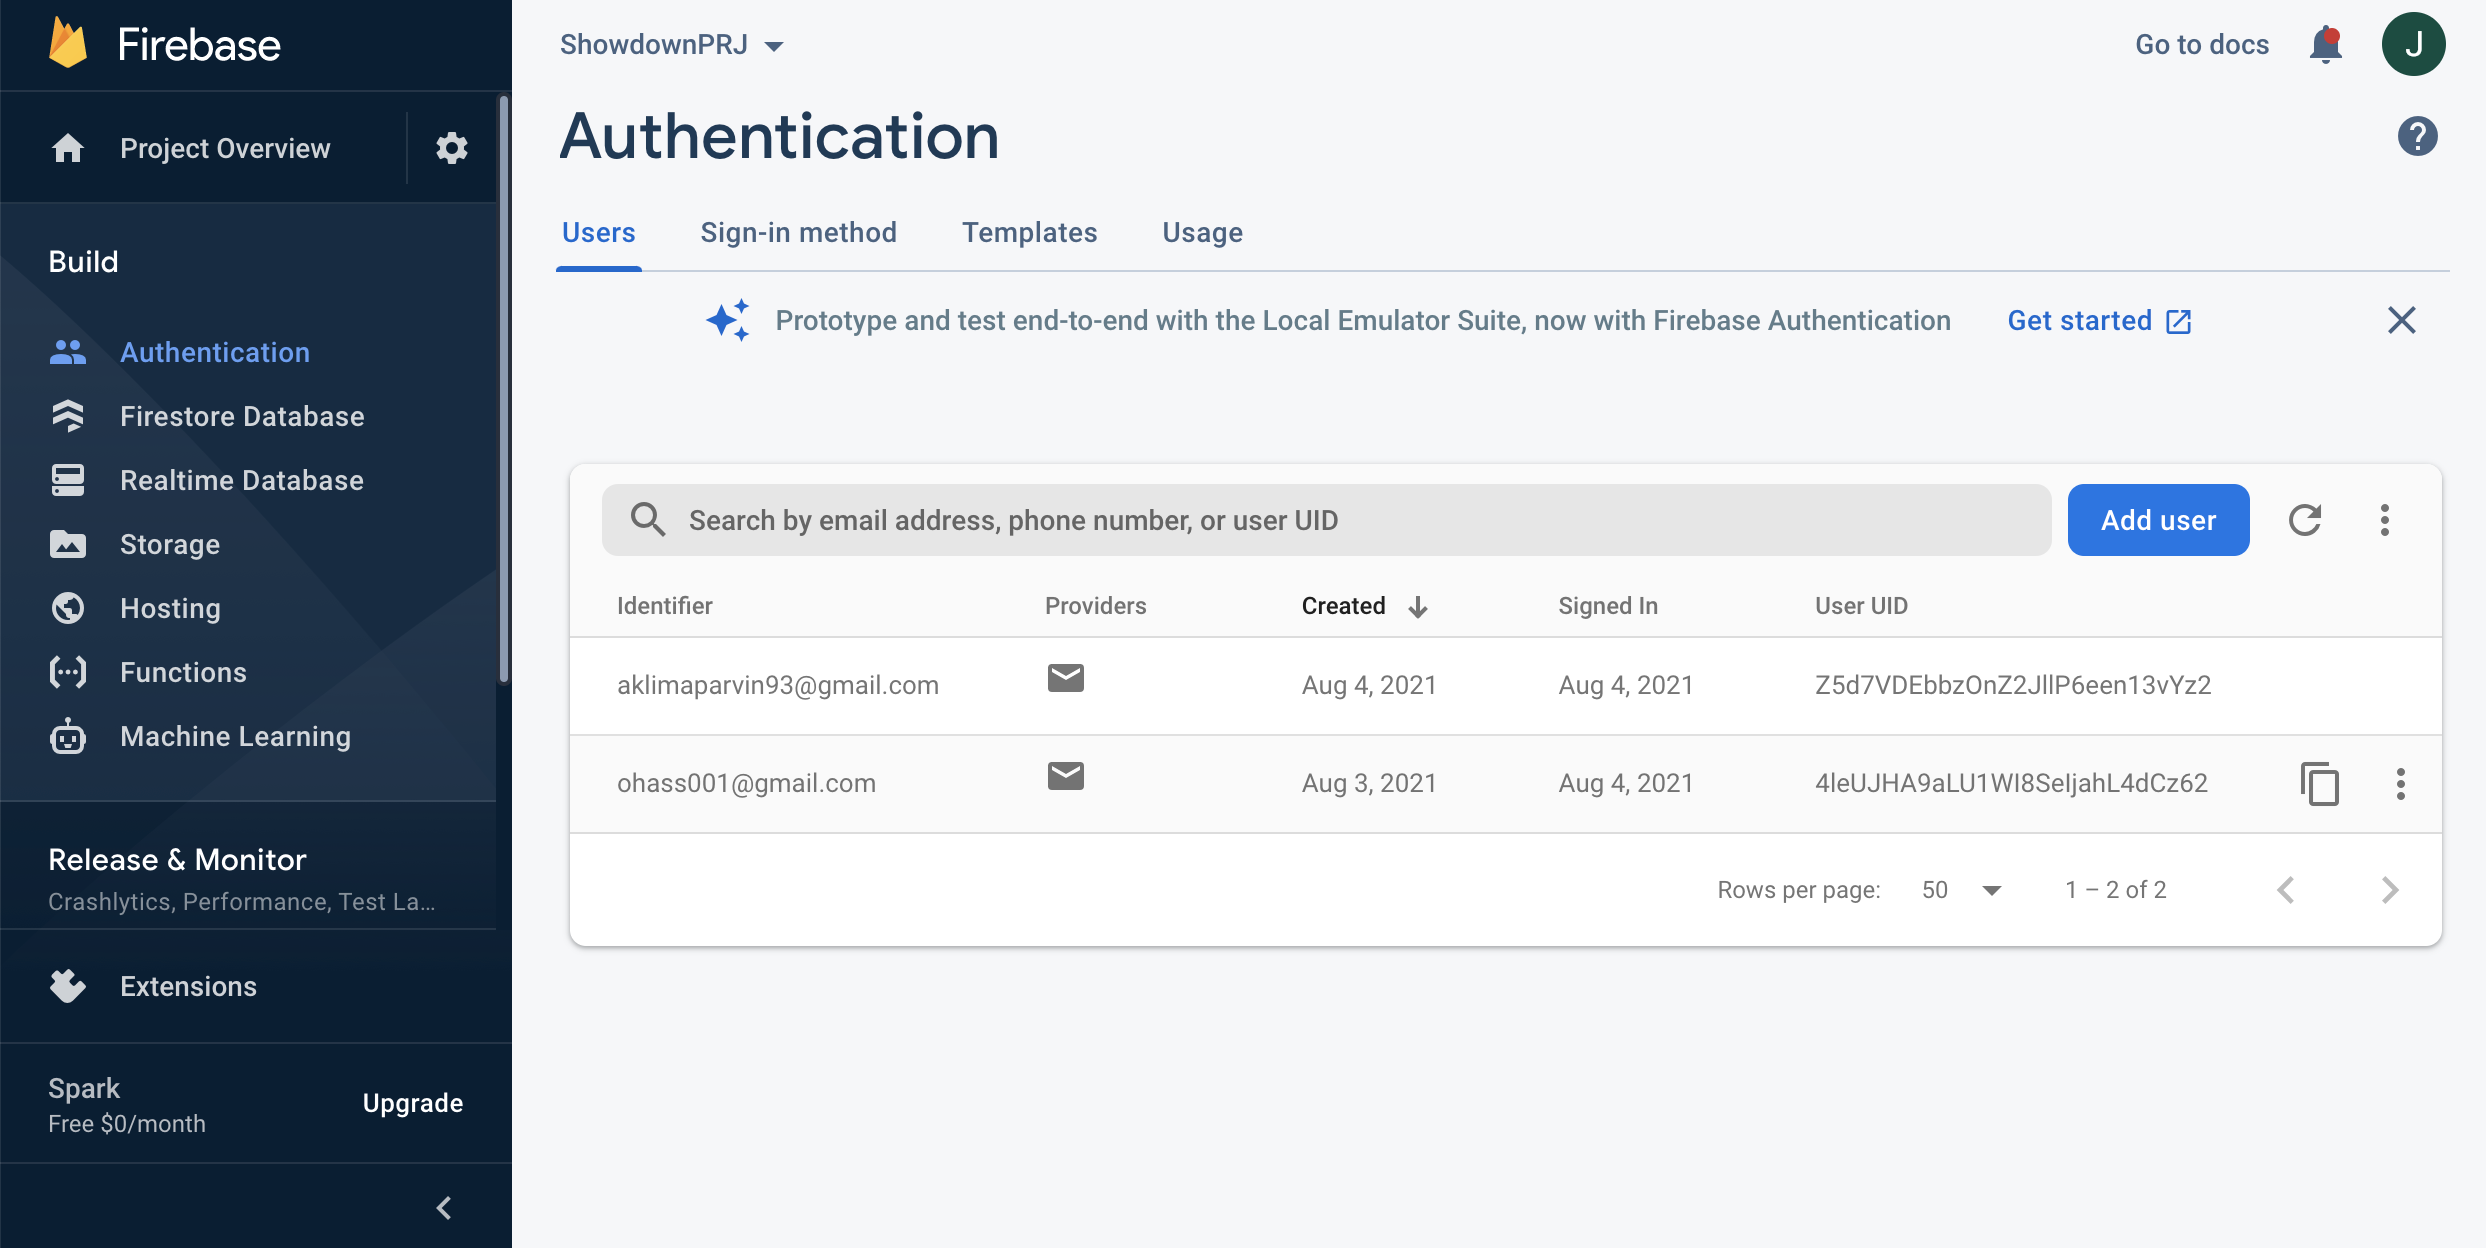 Firebase
Project Overview
Build
Authentication
Firestore Database
Realtime Database
Storage
Hosting
Functions
Machine Learning
Release & Monitor
Crashlytics, Performance, Test La...
Extensions
Spark
Free $0/month
Upgrade
ShowdownPRJ
Go to docs
J
Authentication
Users Sign-in method Templates Usage
Prototype and test end-to-end with the Local Emulator Suite, now with Firebase Authentication Get started
Search by email address, phone number, or user UID
Add user
Identifier Providers Created Signed In User UID
aklimaparvin93@gmail.com Aug 4, 2021 Aug 4, 2021 Z5d7VDEbbzOnZ2JllP6een13vYz2
ohass001@gmail.com Aug 3, 2021 Aug 4, 2021 4leUJHA9aLU1WI8SeljahL4dCz62
Rows per page: 50 1 – 2 of 2